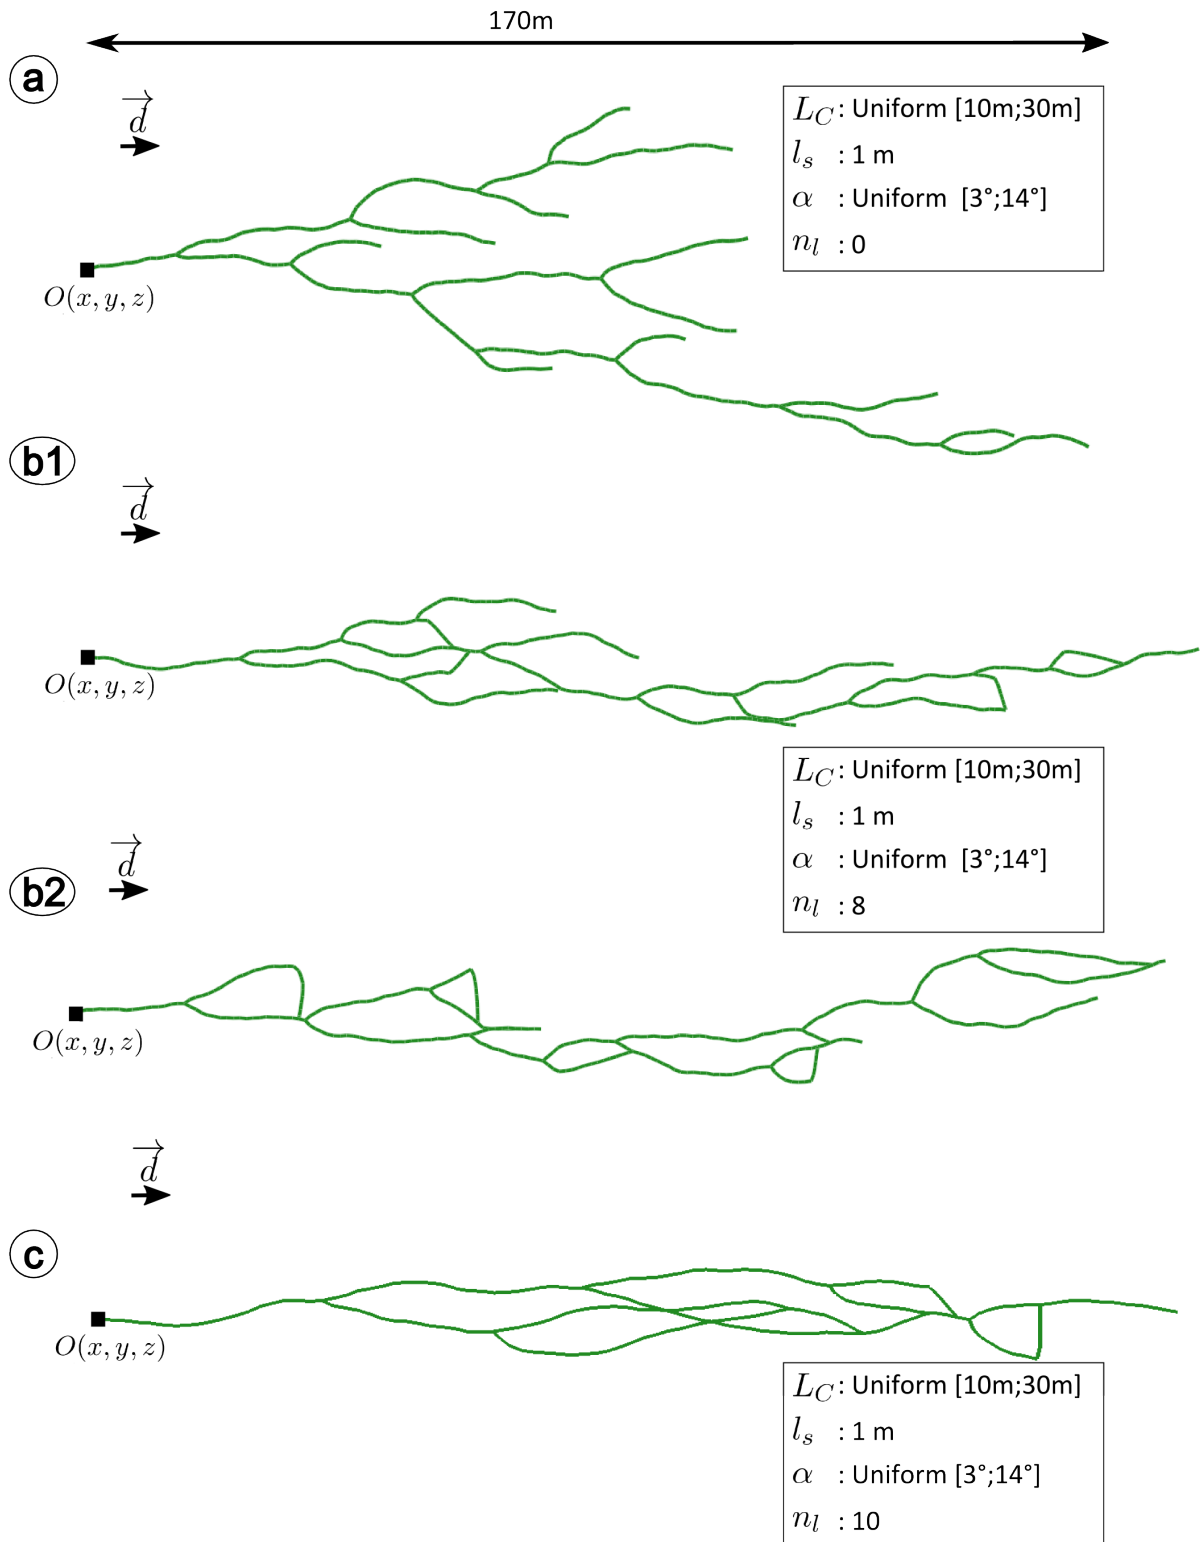 170m
a
d
L_C : Uniform [10m;30m]
l_s : 1 m
α : Uniform [3°;14°]
n_l : 0
O(x, y, z)
b1
d
O(x, y, z)
L_C : Uniform [10m;30m]
l_s : 1 m
α : Uniform [3°;14°]
n_l : 8
d
b2
O(x, y, z)
d
c
O(x, y, z)
L_C : Uniform [10m;30m]
l_s : 1 m
α : Uniform [3°;14°]
n_l : 10